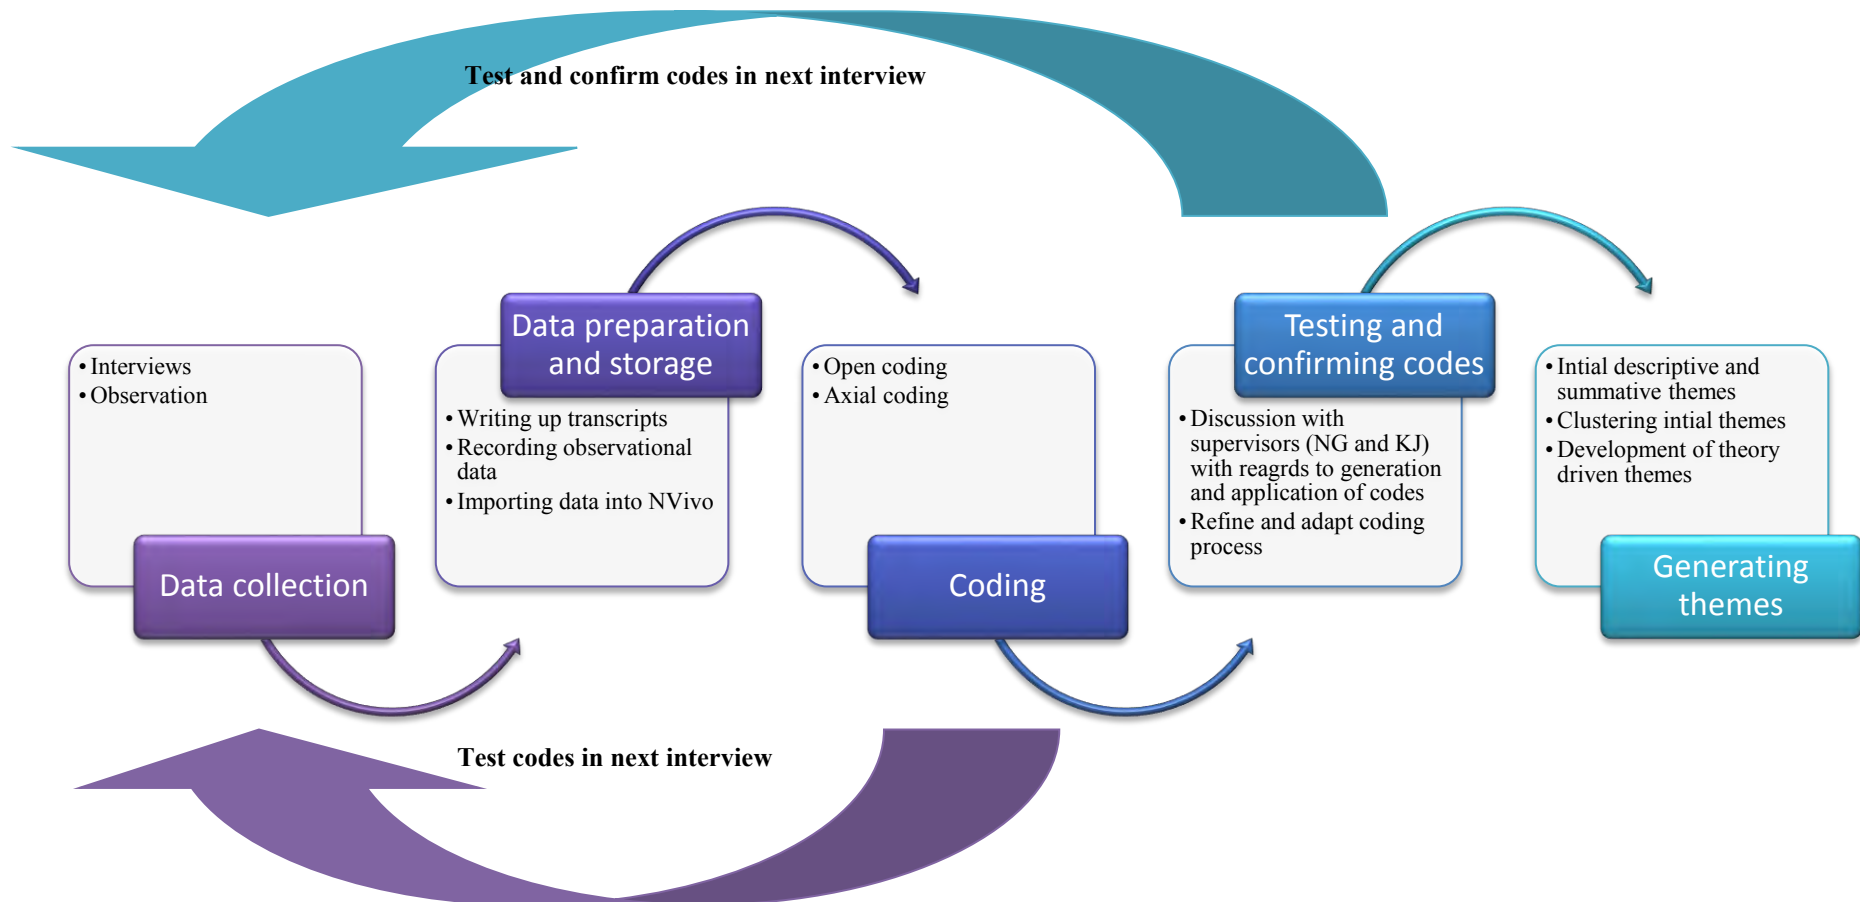 Test and confirm codes in next interview
• Interviews
• Observation
Data collection
Data preparation
and storage
• Writing up transcripts
• Recording observational
data
• Importing data into NVivo
• Open coding
• Axial coding
Coding
Testing and
confirming codes
• Discussion with
supervisors (NG and KJ)
with reagrds to generation
and application of codes
• Refine and adapt coding
process
• Intial descriptive and
summative themes
• Clustering intial themes
• Development of theory
driven themes
Generating
themes
Test codes in next interview